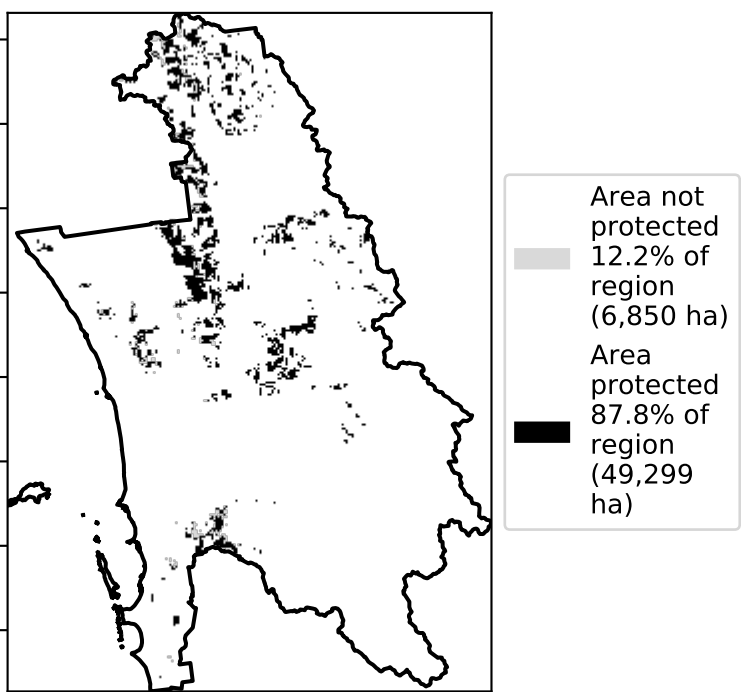 Area not
protected
12.2% of
region
(6,850 ha)
Area
protected
87.8% of
region
(49,299
ha)